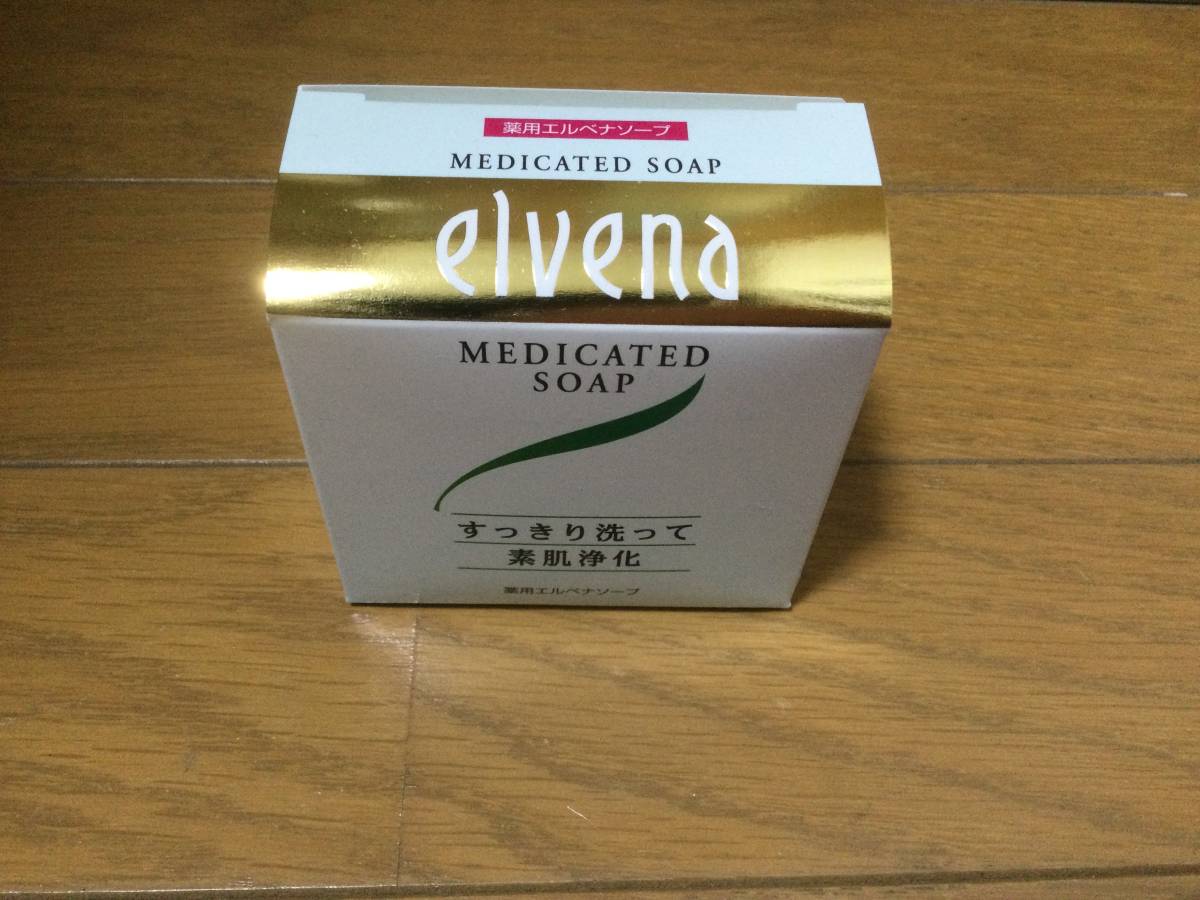 薬用エルベナソープ
MEDICATED SOAP
elvena
MEDICATED
SOAP
すっきり洗って
素肌浄化
薬用エルベナソープ